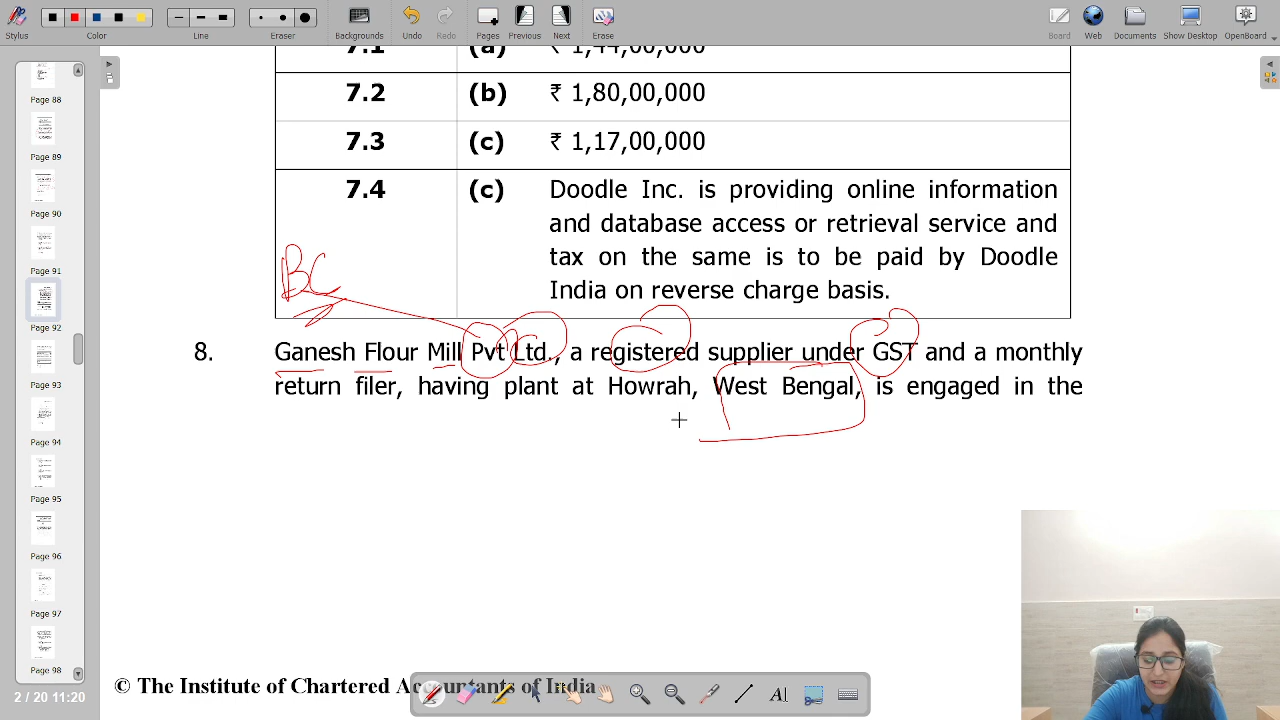 Stylus
Color
Line
Backgrounds
Undo
Redo
Pages
Previous
Next
Erase
Board
Web
Documents
Show Desktop
OpenBoard
Page 88
Page 89
Page 90
Page 91
Page 92
Page 93
Page 94
Page 95
Page 96
Page 97
Page 98
2 / 20 11:20
7.1 (a) ₹ 1,44,00,000
7.2 (b) ₹ 1,80,00,000
7.3 (c) ₹ 1,17,00,000
7.4 (c) Doodle Inc. is providing online information
and database access or retrieval service and
tax on the same is to be paid by Doodle
India on reverse charge basis.
BC
8. Ganesh Flour Mill Pvt Ltd., a registered supplier under GST and a monthly
return filer, having plant at Howrah, West Bengal, is engaged in the
© The Institute of Chartered Accountants of India